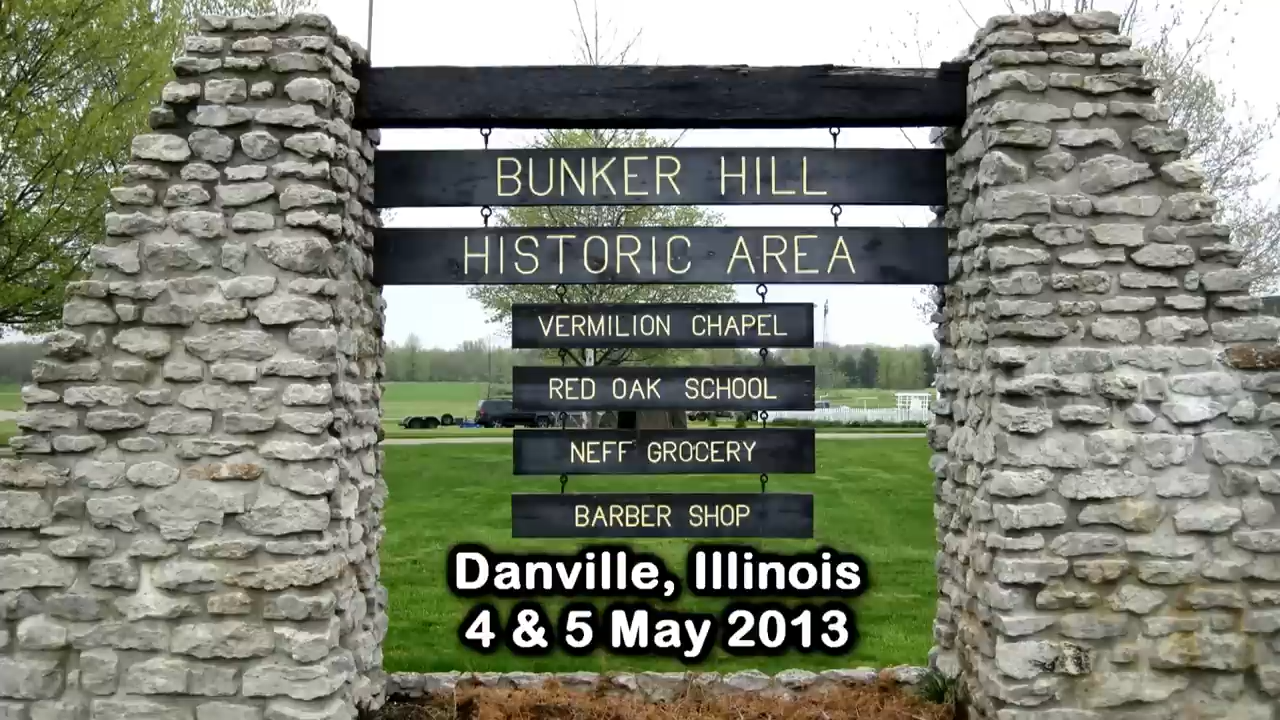 BUNKER HILL
HISTORIC AREA
VERMILION CHAPEL
RED OAK SCHOOL
NEFF GROCERY
BARBER SHOP
Danville, Illinois
4 & 5 May 2013